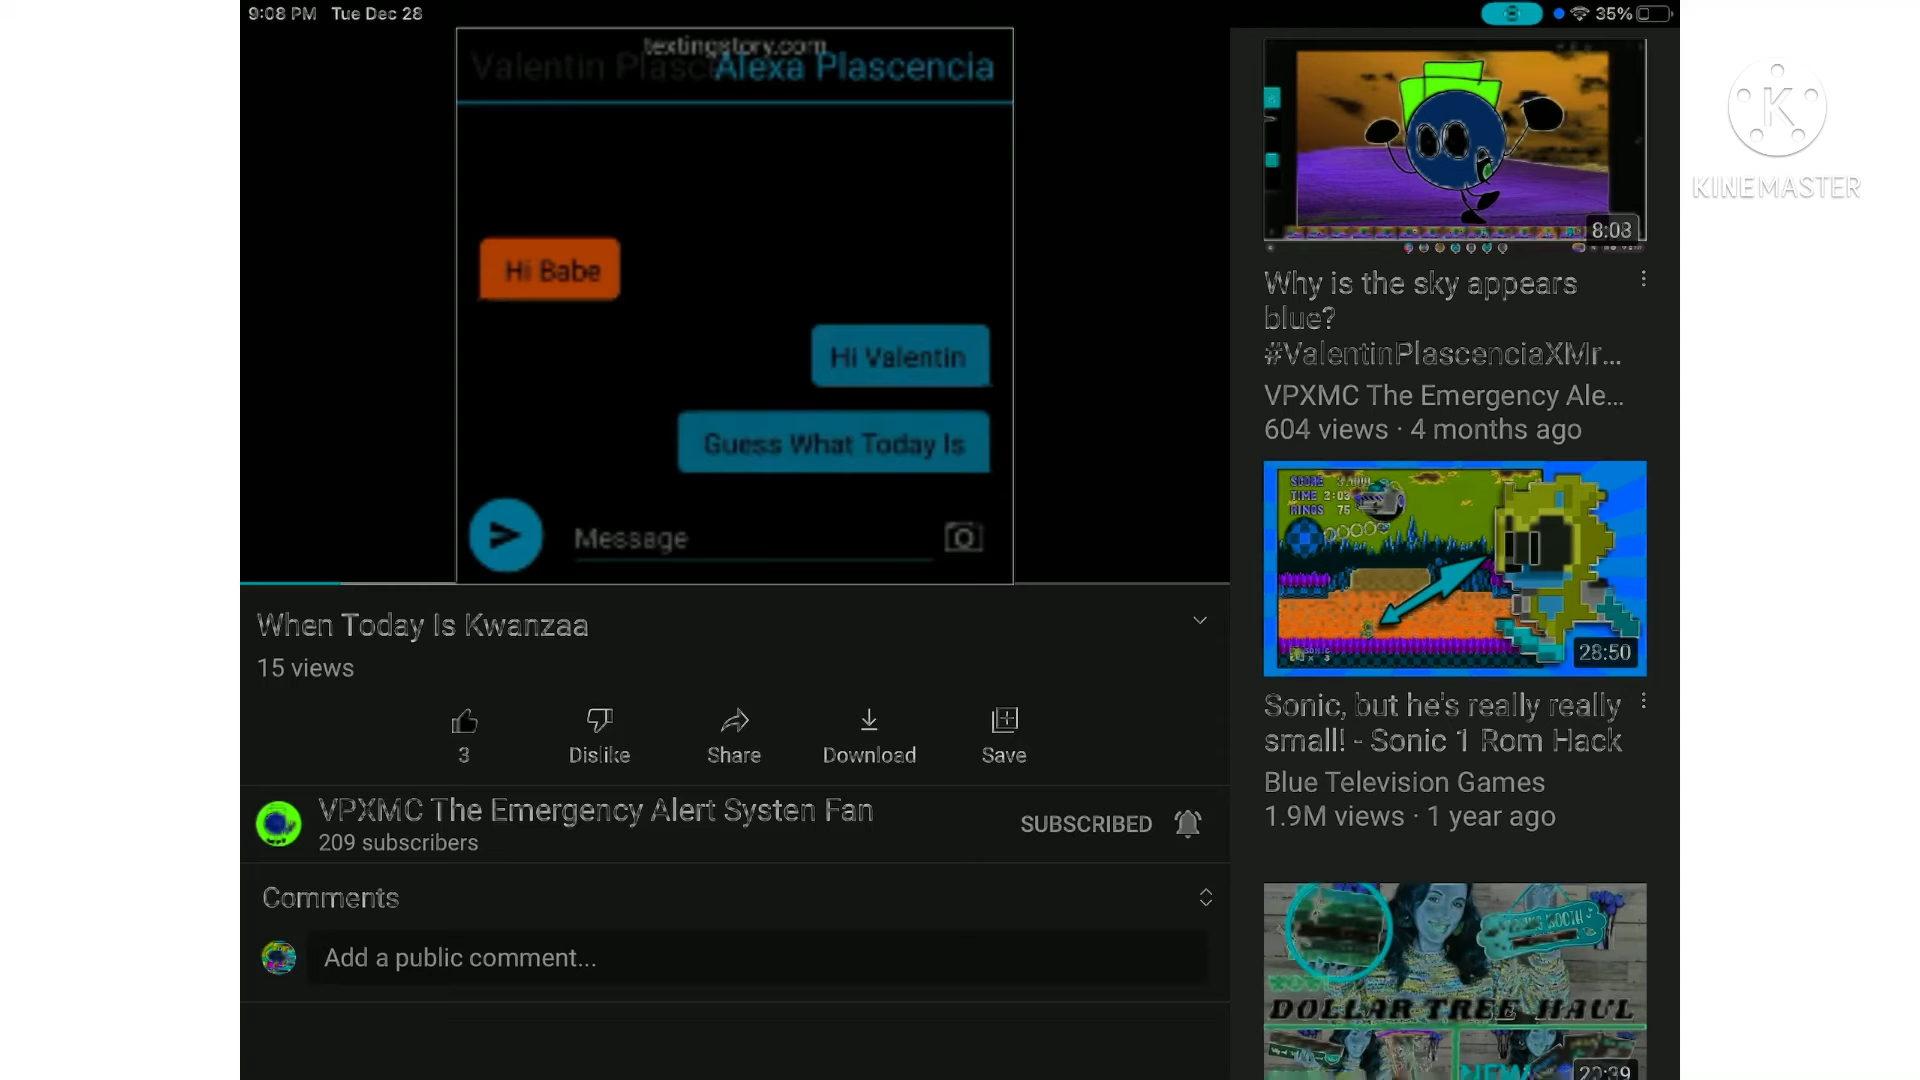 9:08 PM Tue Dec 28
35%
textingstory.com
Valentin Plasc
Alexa Plascencia
Hi Babe
Hi Valentin
Guess What Today Is
Message
When Today Is Kwanzaa
15 views
3
Dislike
Share
Download
Save
VPXMC The Emergency Alert Systen Fan
209 subscribers
SUBSCRIBED
Comments
Add a public comment...
8:03
Why is the sky appears
blue?
#ValentinPlascenciaXMr...
VPXMC The Emergency Ale...
604 views · 4 months ago
SCORE
TIME 2:03
RINGS 75
28:50
Sonic, but he's really really
small! - Sonic 1 Rom Hack
Blue Television Games
1.9M views · 1 year ago
DOLLAR TREE HAUL
NEW
20:39
KINEMASTER